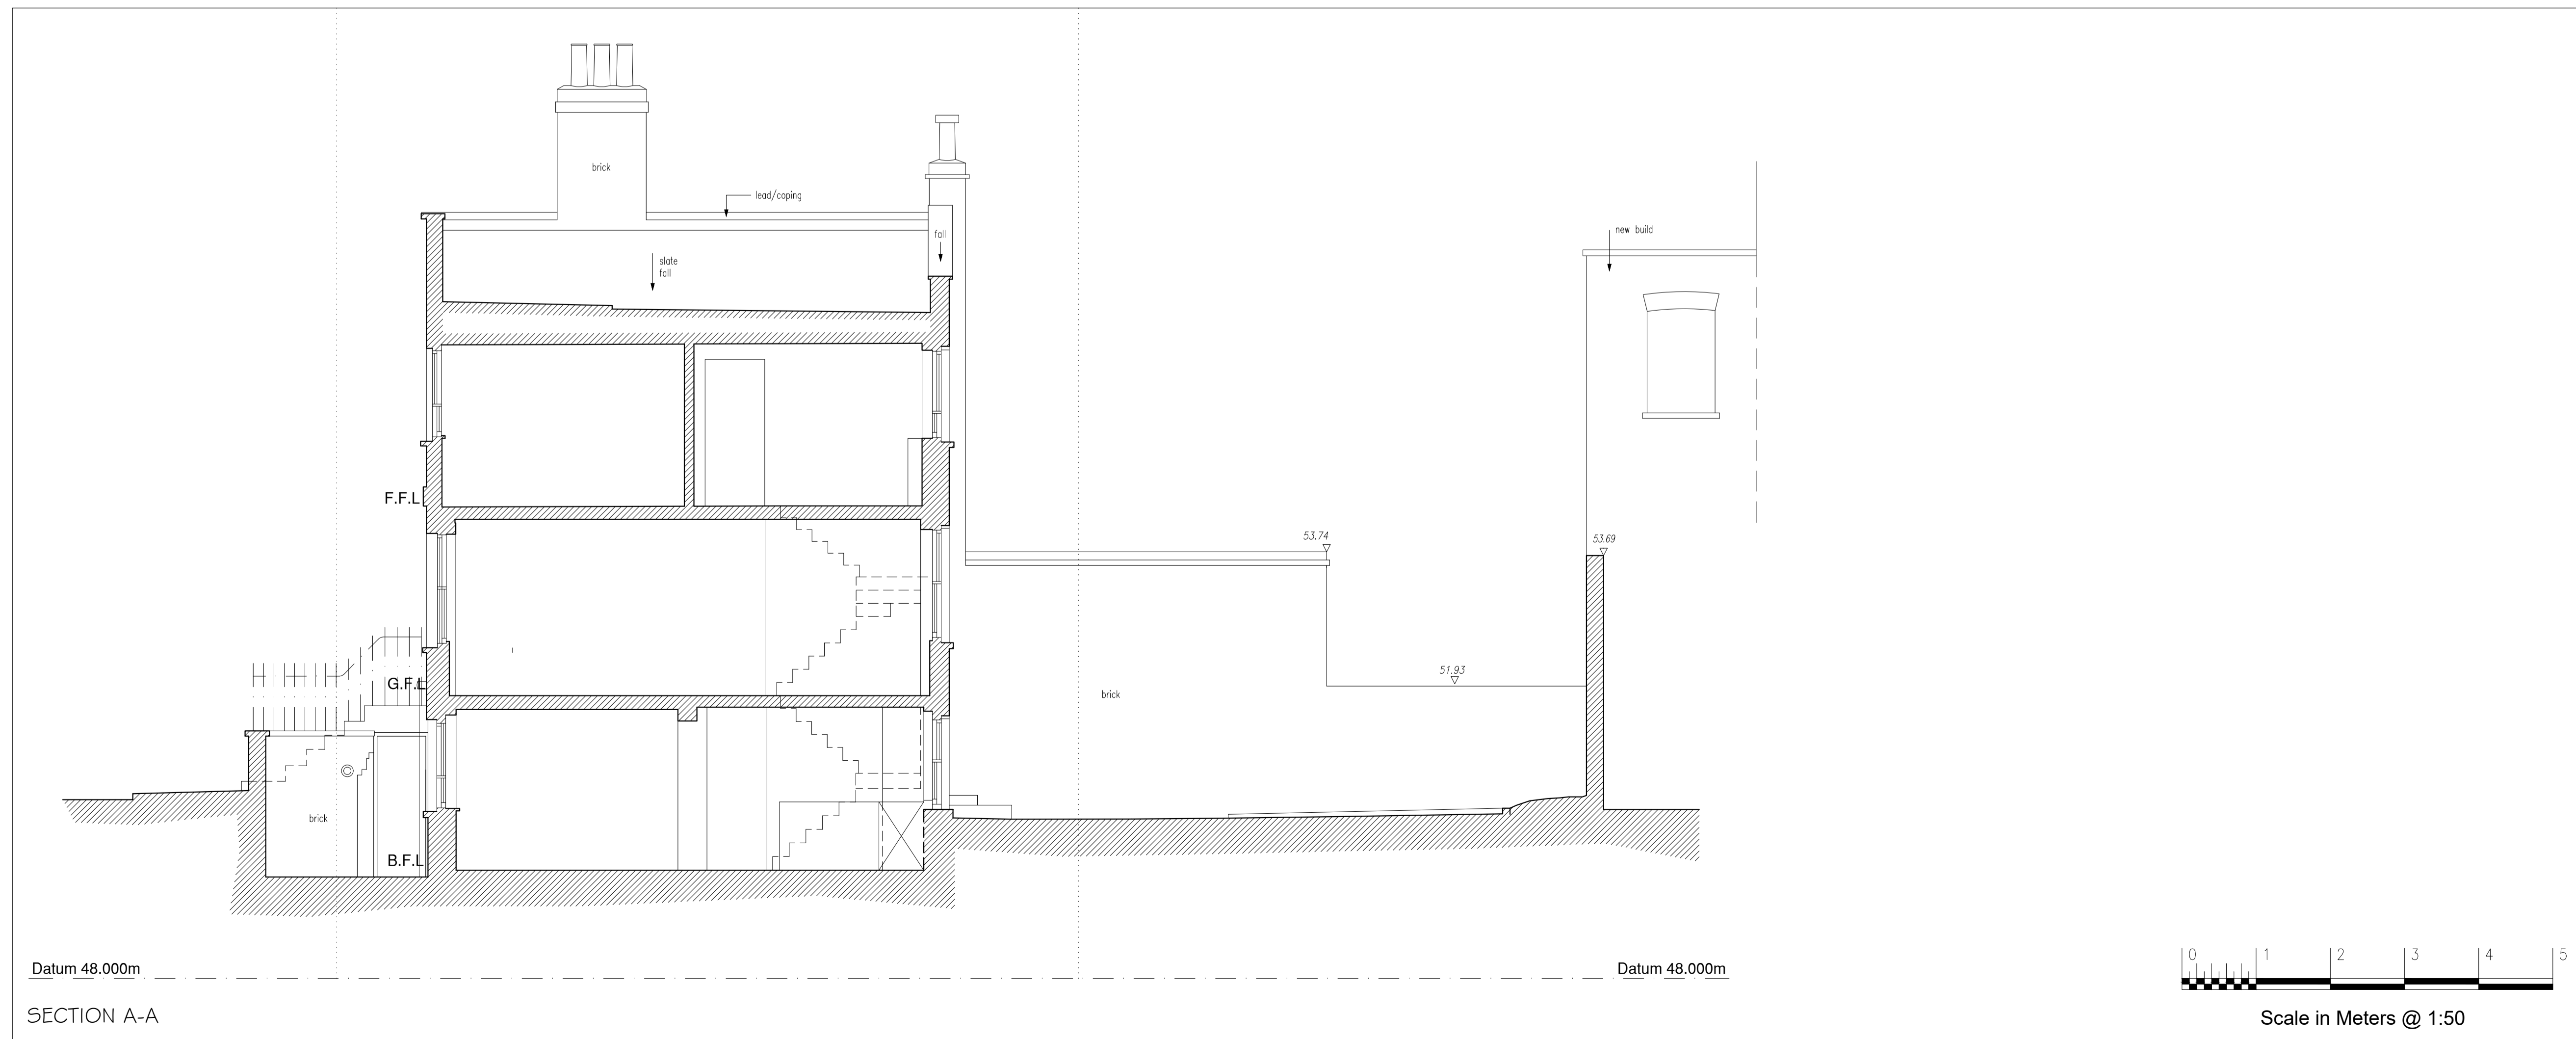 brick
lead/coping
fall
slate
fall
new build
F.F.L
53.74
53.69
51.93
G.F.L
brick
brick
B.F.L
Datum 48.000m
Datum 48.000m
SECTION A-A
0 1 2 3 4 5
Scale in Meters @ 1:50